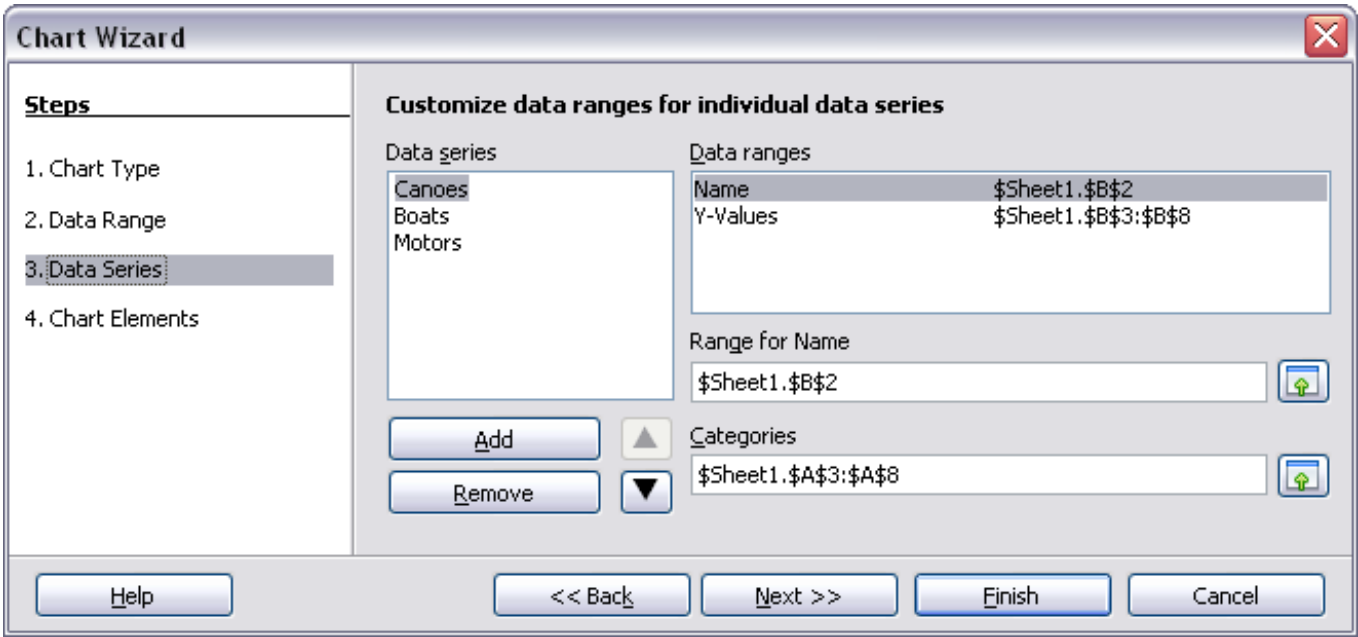 Chart Wizard
Steps
1. Chart Type
2. Data Range
3. Data Series
4. Chart Elements
Customize data ranges for individual data series
Data series
Canoes
Boats
Motors
Add
Remove
Data ranges
Name $Sheet1.$B$2
Y-Values $Sheet1.$B$3:$B$8
Range for Name
$Sheet1.$B$2
Categories
$Sheet1.$A$3:$A$8
Help
<< Back
Next >>
Finish
Cancel